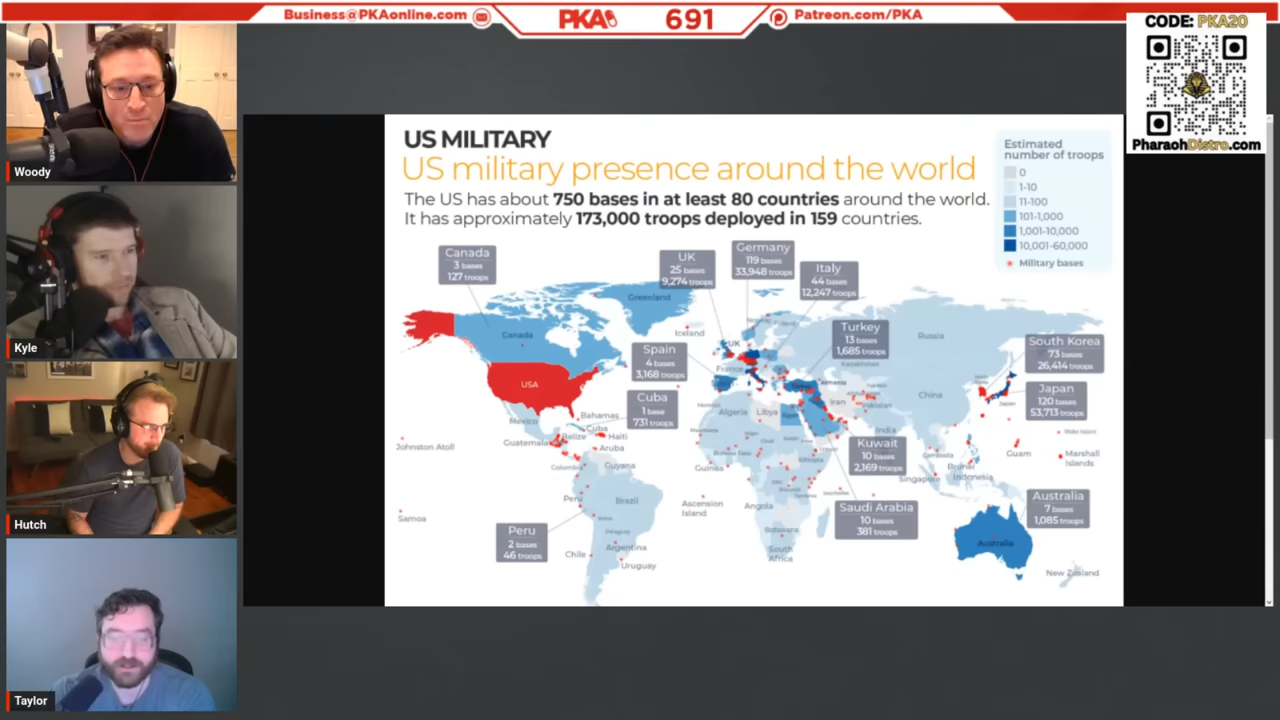 Business@PKAonline.com
PKA
691
Patreon.com/PKA
CODE: PKA20
PharaohDistro.com
Woody
Kyle
Hutch
Taylor
US MILITARY
US military presence around the world
The US has about 750 bases in at least 80 countries around the world.
It has approximately 173,000 troops deployed in 159 countries.
Estimated
number of troops
0
1-10
11-100
101-1,000
1,001-10,000
10,001-60,000
Military bases
Canada
3 bases
127 troops
UK
25 bases
9,274 troops
Germany
119 bases
33,948 troops
Italy
44 bases
12,247 troops
Turkey
13 bases
1,685 troops
South Korea
73 bases
26,414 troops
Japan
120 bases
53,713 troops
Spain
4 bases
3,168 troops
Cuba
1 base
731 troops
Kuwait
10 bases
2,169 troops
Saudi Arabia
10 bases
381 troops
Australia
7 bases
1,085 troops
Peru
2 bases
46 troops
Greenland
Iceland
Canada
UK
France
Russia
USA
Kazakhstan
Armenia
Iran
Pakistan
China
Japan
Mexico
Bahamas
Cuba
Haiti
Belize
Guatemala
Aruba
Colombia
Guyana
Peru
Brazil
Paraguay
Chile
Argentina
Uruguay
Johnston Atoll
Samoa
Algeria
Libya
Egypt
Guinea
Ethiopia
Ascension
Island
Angola
Botswana
South
Africa
India
Cambodia
Singapore
Brunei
Indonesia
Guam
Wake Island
Marshall
Islands
Australia
New Zealand